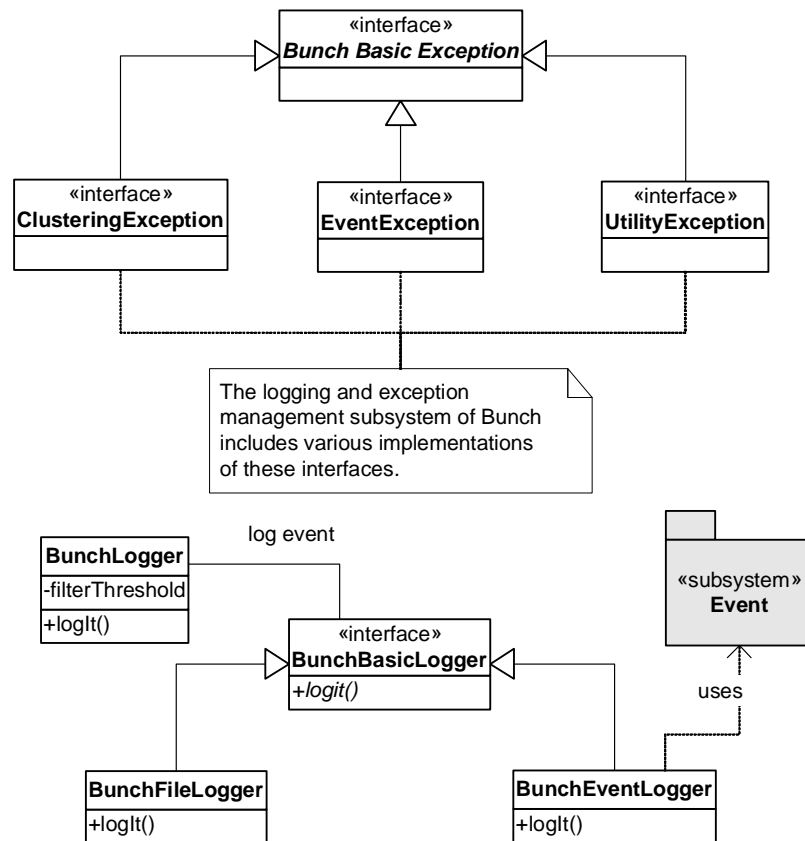 «interface»
Bunch Basic Exception
«interface»
ClusteringException
«interface»
EventException
«interface»
UtilityException
The logging and exception
management subsystem of Bunch
includes various implementations
of these interfaces.
log event
BunchLogger
-filterThreshold
+logIt()
«subsystem»
Event
«interface»
BunchBasicLogger
+logit()
uses
BunchFileLogger
+logIt()
BunchEventLogger
+logIt()